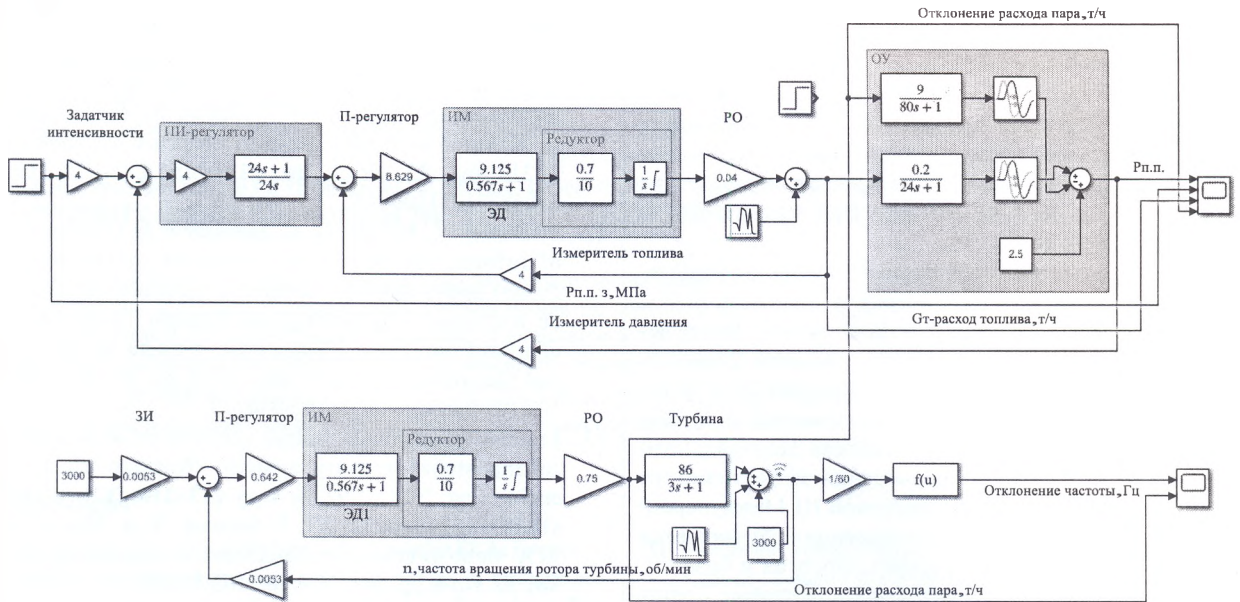 Отклонение расхода пара, т/ч
ОУ
9
80s + 1
Задатчик
интенсивности
ПИ-регулятор
П-регулятор
ИМ
Редуктор
РО
4
4
24s + 1
24s
8.629
9.125
0.567s + 1
ЭД
0.7
10
1
s
0.04
0.2
24s + 1
Рп.п.
2.5
Измеритель топлива
4
Рп.п. з, МПа
Gт-расход топлива, т/ч
Измеритель давления
4
ЗИ
П-регулятор
ИМ
Редуктор
РО
Турбина
3000
0.0053
0.642
9.125
0.567s + 1
ЭД1
0.7
10
1
s
0.75
86
3s + 1
3000
1/60
f(u)
Отклонение частоты, Гц
0.0053
n, частота вращения ротора турбины, об/мин
Отклонение расхода пара, т/ч